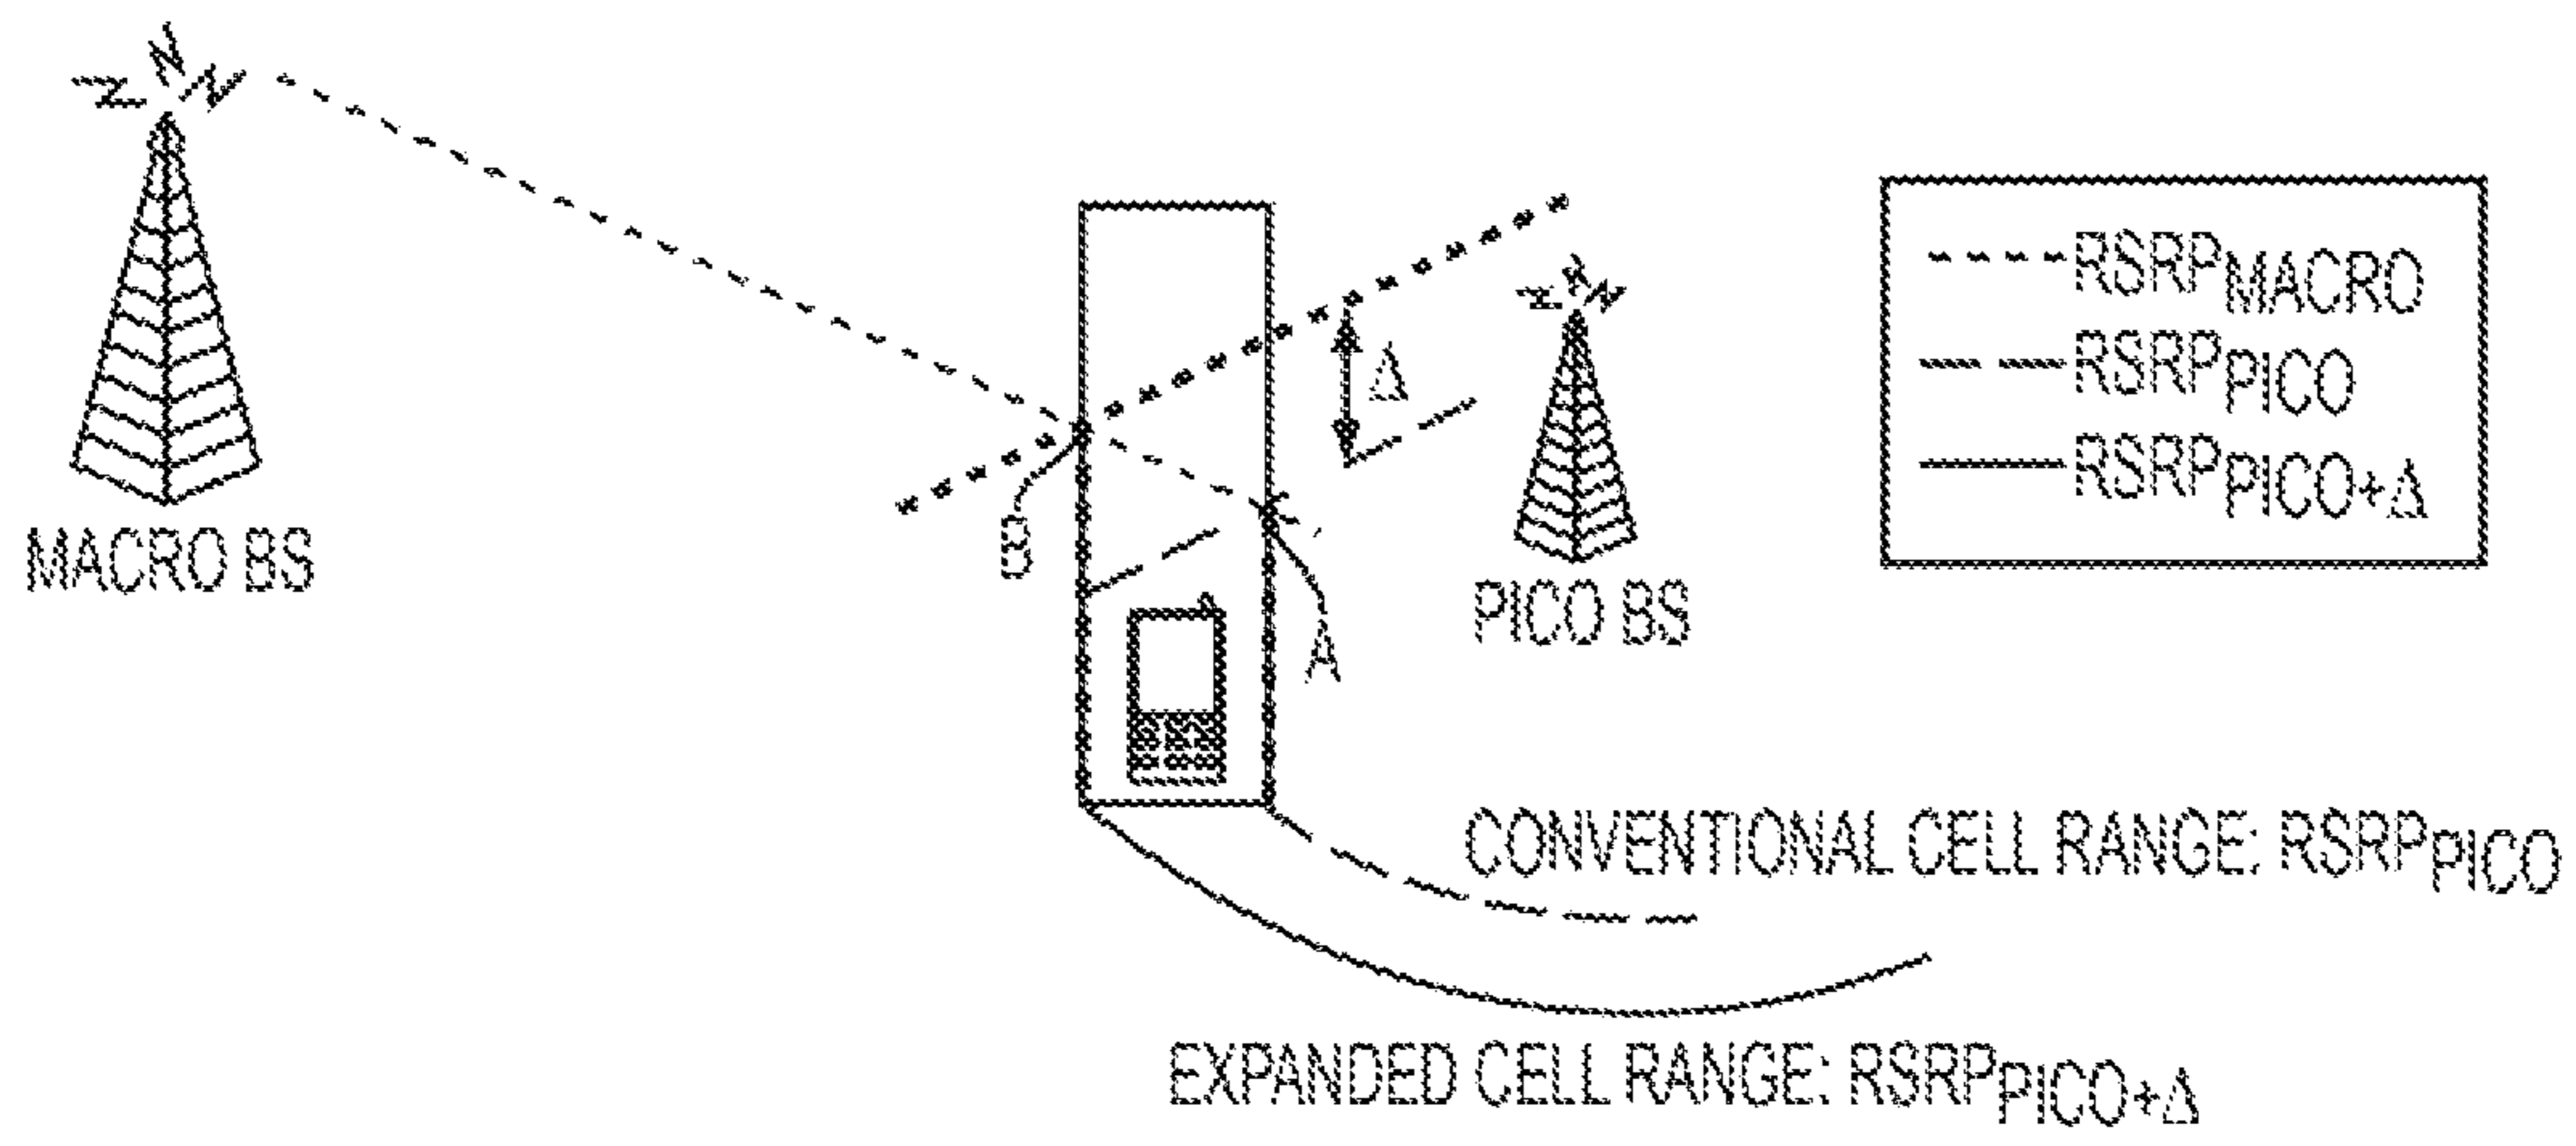 MACRO BS
B
Δ
A
PICO BS
RSRPMACRO
RSRPPICO
RSRPPICO+Δ
CONVENTIONAL CELL RANGE: RSRPPICO
EXPANDED CELL RANGE: RSRPPICO+Δ